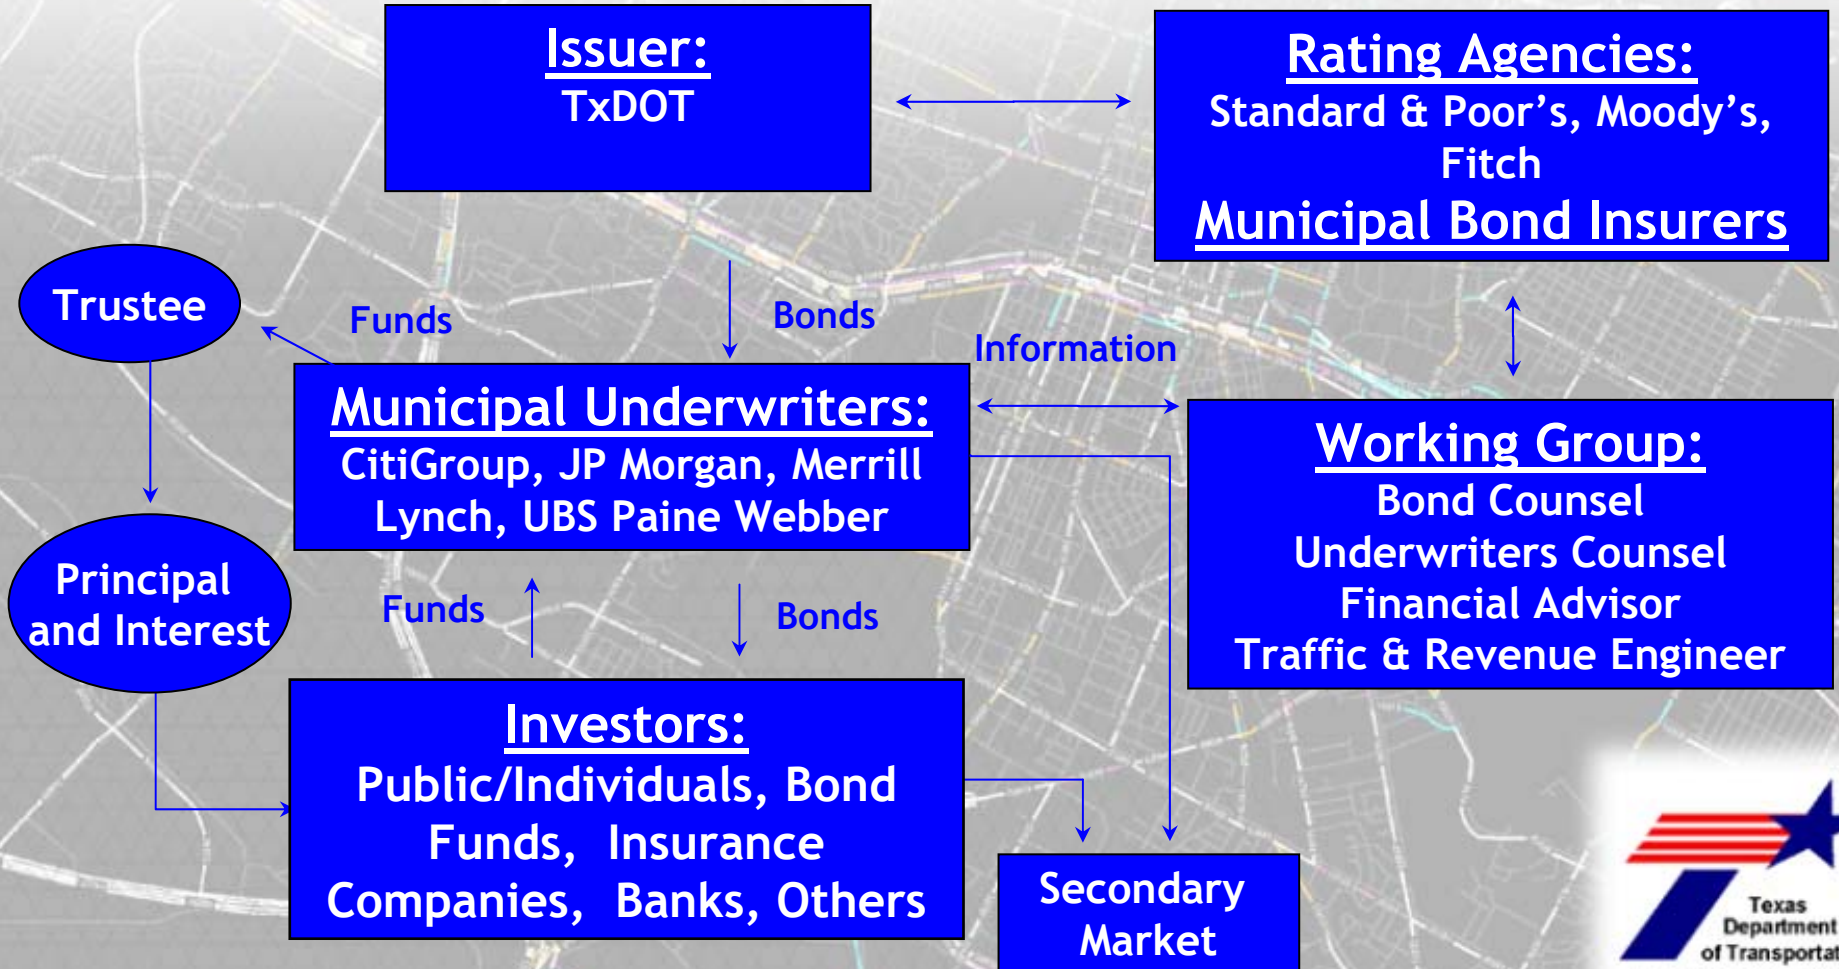 Issuer:
TxDOT
Rating Agencies:
Standard & Poor's, Moody's,
Fitch
Municipal Bond Insurers
Trustee
Funds
Bonds
Information
Municipal Underwriters:
CitiGroup, JP Morgan, Merrill
Lynch, UBS Paine Webber
Working Group:
Bond Counsel
Underwriters Counsel
Financial Advisor
Traffic & Revenue Engineer
Principal
and Interest
Funds
Bonds
Investors:
Public/Individuals, Bond
Funds, Insurance
Companies, Banks, Others
Secondary
Market
Texas
Department
of Transportat